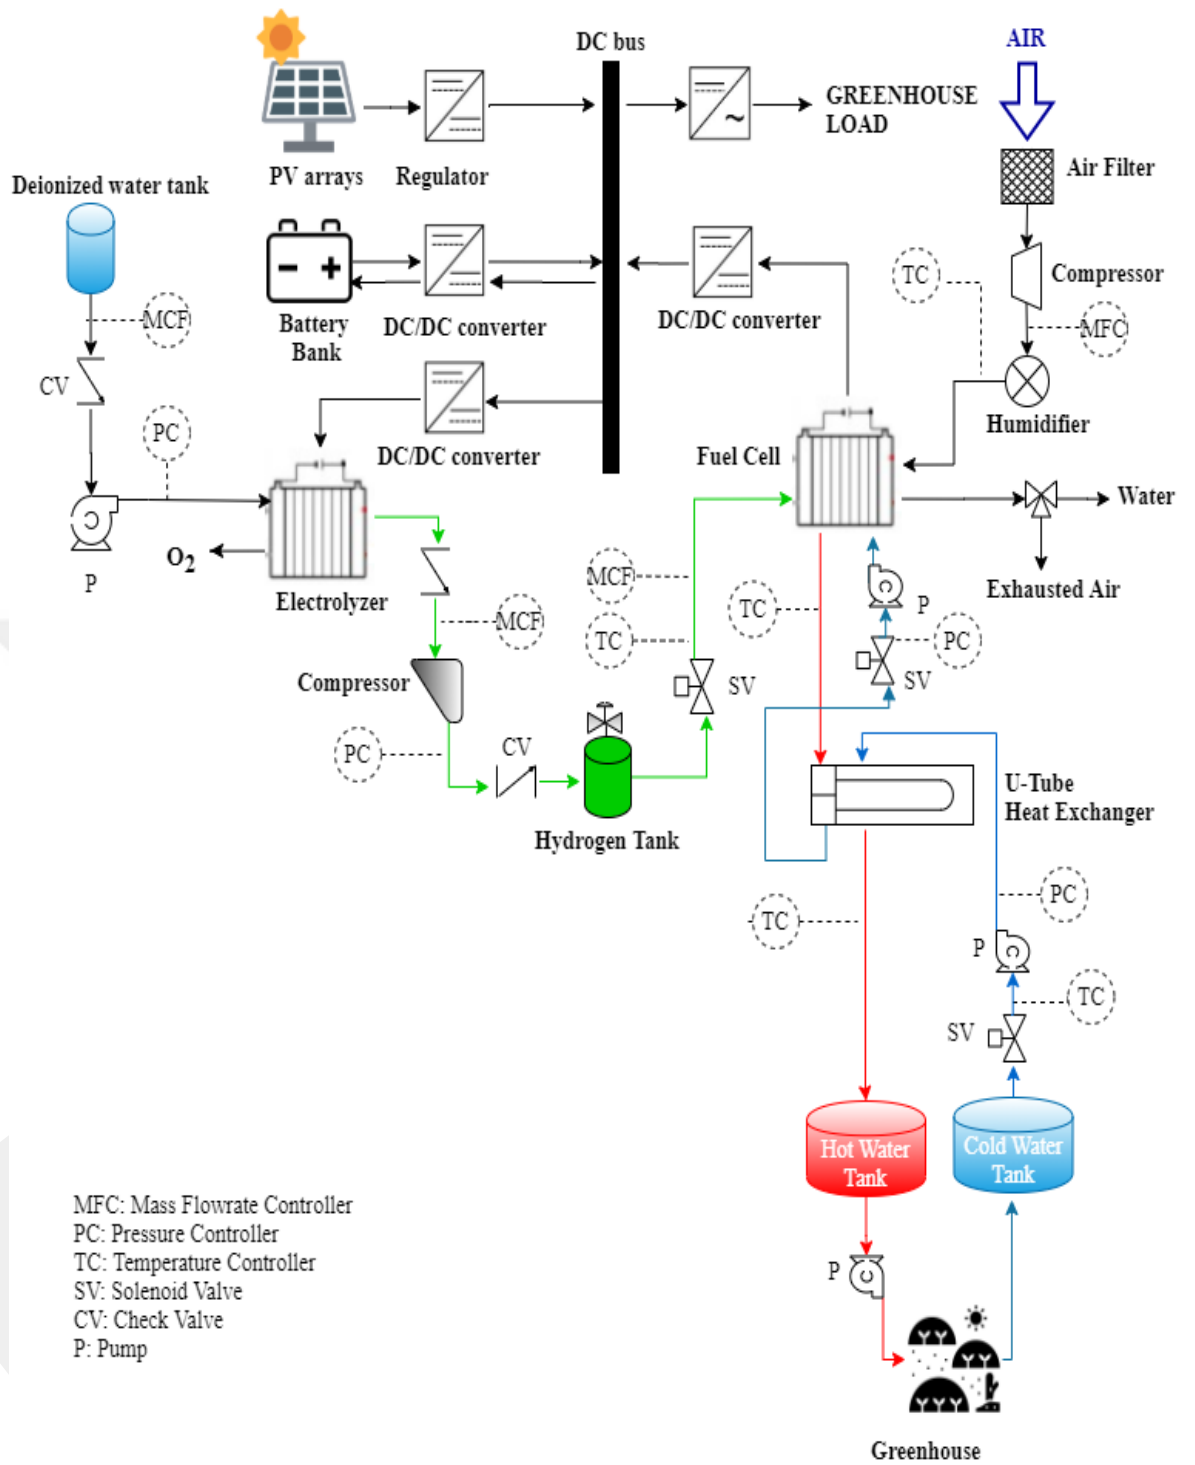 DC bus
AIR
GREENHOUSE
LOAD
PV arrays
Regulator
Air Filter
Deionized water tank
TC
Compressor
MCF
MFC
Battery
Bank
DC/DC converter
DC/DC converter
CV
PC
Humidifier
DC/DC converter
Fuel Cell
Water
O2
P
Electrolyzer
MCF
TC
P
Exhausted Air
MCF
TC
PC
Compressor
SV
SV
PC
CV
U-Tube
Heat Exchanger
Hydrogen Tank
TC
PC
P
TC
SV
Hot Water
Tank
Cold Water
Tank
MFC: Mass Flowrate Controller
PC: Pressure Controller
TC: Temperature Controller
SV: Solenoid Valve
CV: Check Valve
P: Pump
P
Greenhouse